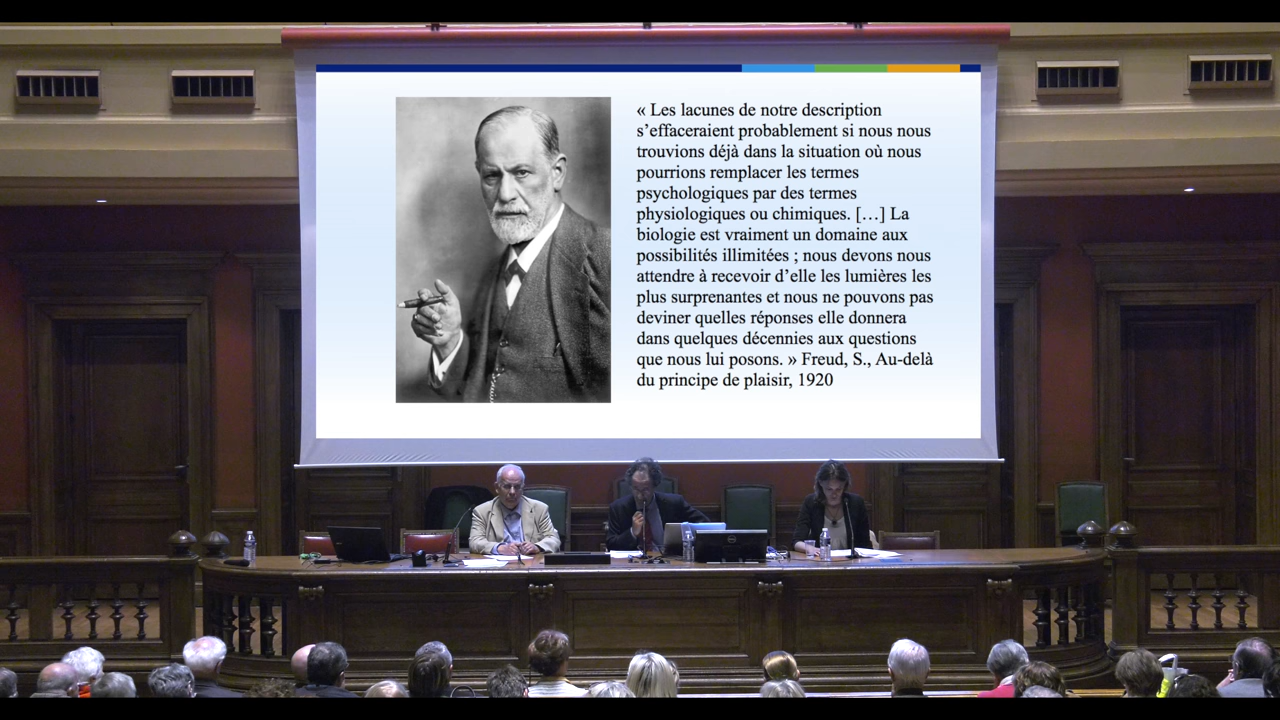 « Les lacunes de notre description
s’effaceraient probablement si nous nous
trouvions déjà dans la situation où nous
pourrions remplacer les termes
psychologiques par des termes
physiologiques ou chimiques. […] La
biologie est vraiment un domaine aux
possibilités illimitées ; nous devons nous
attendre à recevoir d’elle les lumières les
plus surprenantes et nous ne pouvons pas
deviner quelles réponses elle donnera
dans quelques décennies aux questions
que nous lui posons. » Freud, S., Au-delà
du principe de plaisir, 1920